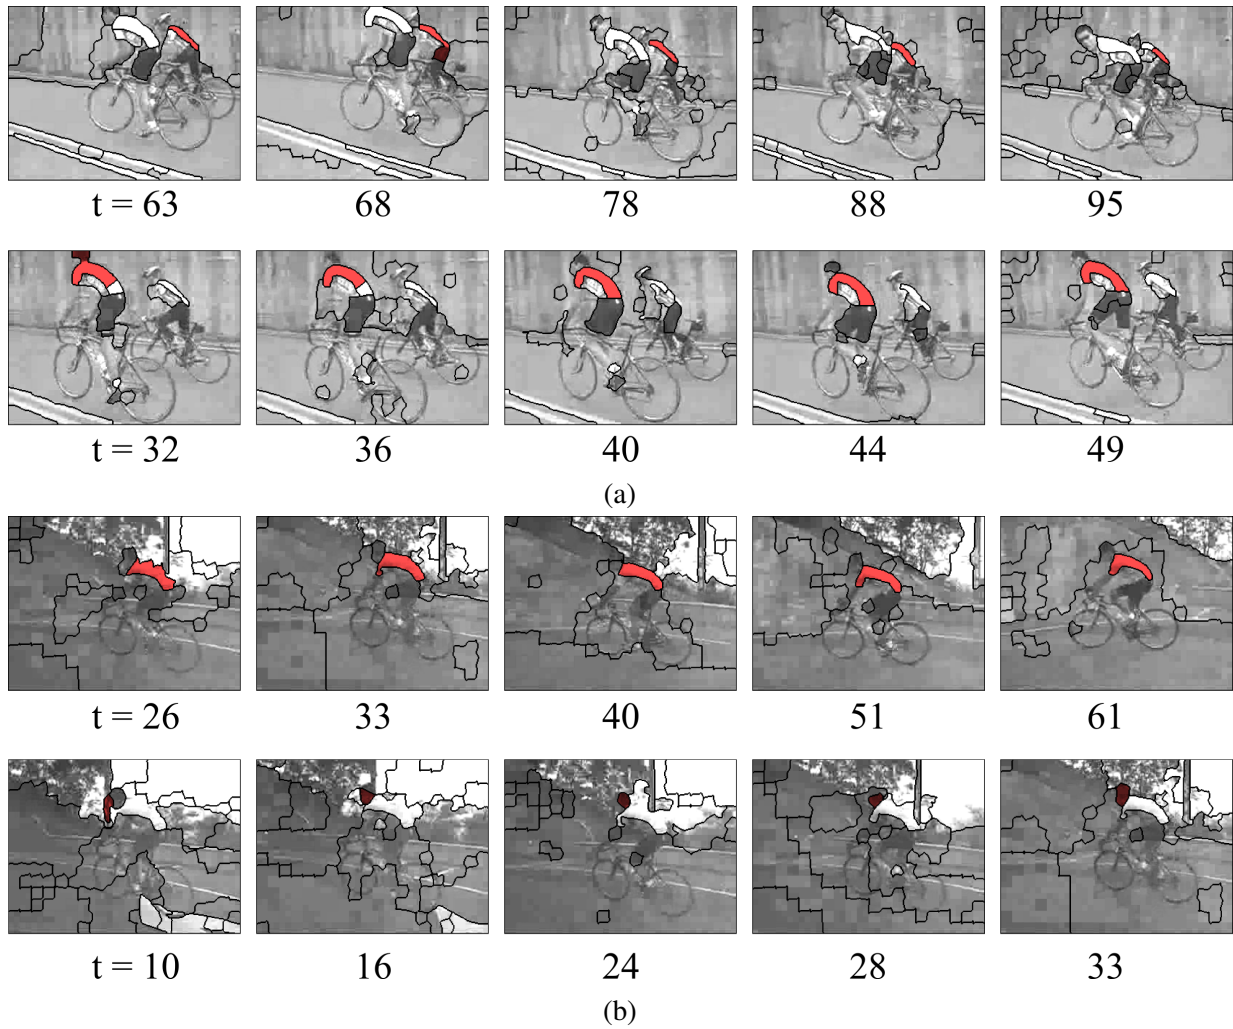 t = 63 68 78 88 95
t = 32 36 40 44 49
(a)
t = 26 33 40 51 61
t = 10 16 24 28 33
(b)